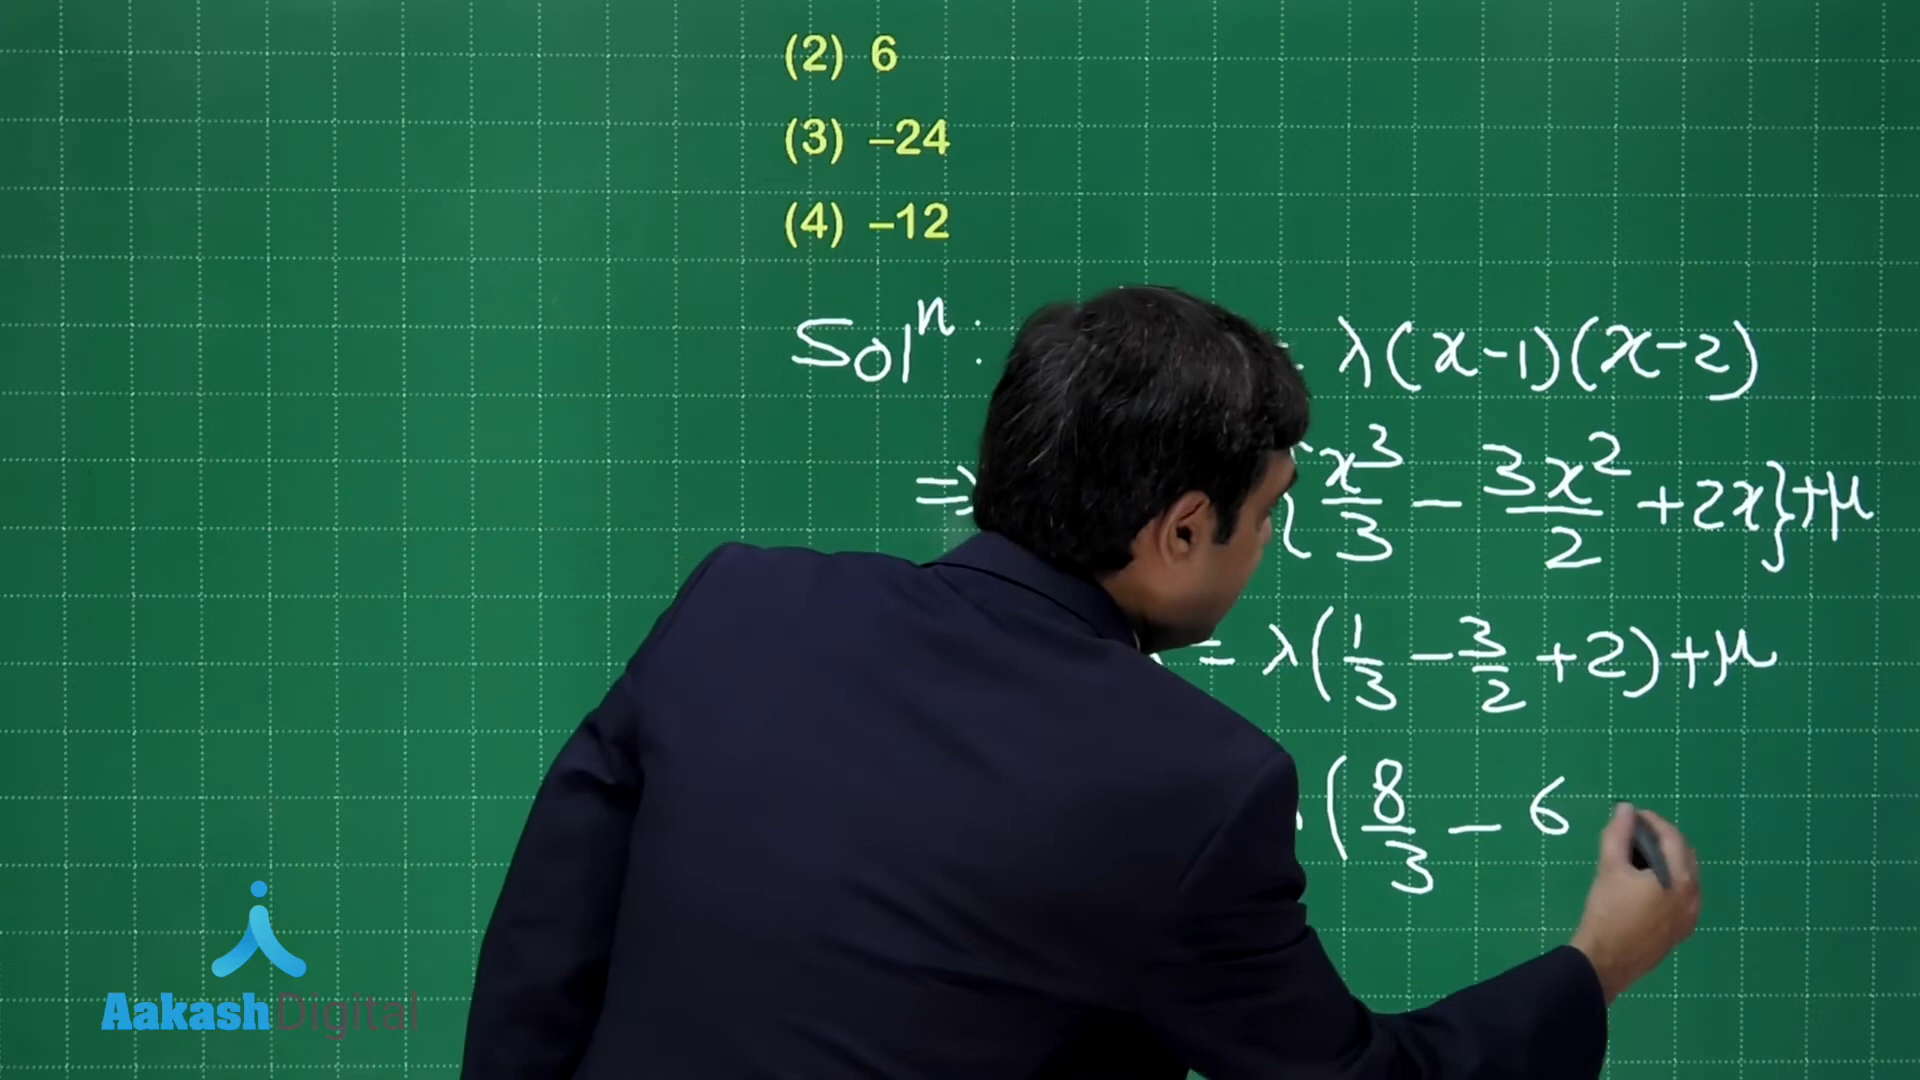 (2) 6
(3) –24
(4) –12
Solⁿ: λ(x-1)(x-2)
⇒ {x³/3 - 3x²/2 + 2x} + μ
= λ(1/3 - 3/2 + 2) + μ
(8/3 - 6
Aakash Digital